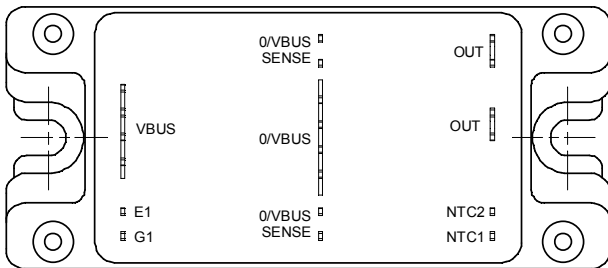 0/VBUS
SENSE
OUT
VBUS
0/VBUS
OUT
E1
G1
0/VBUS
SENSE
NTC2
NTC1